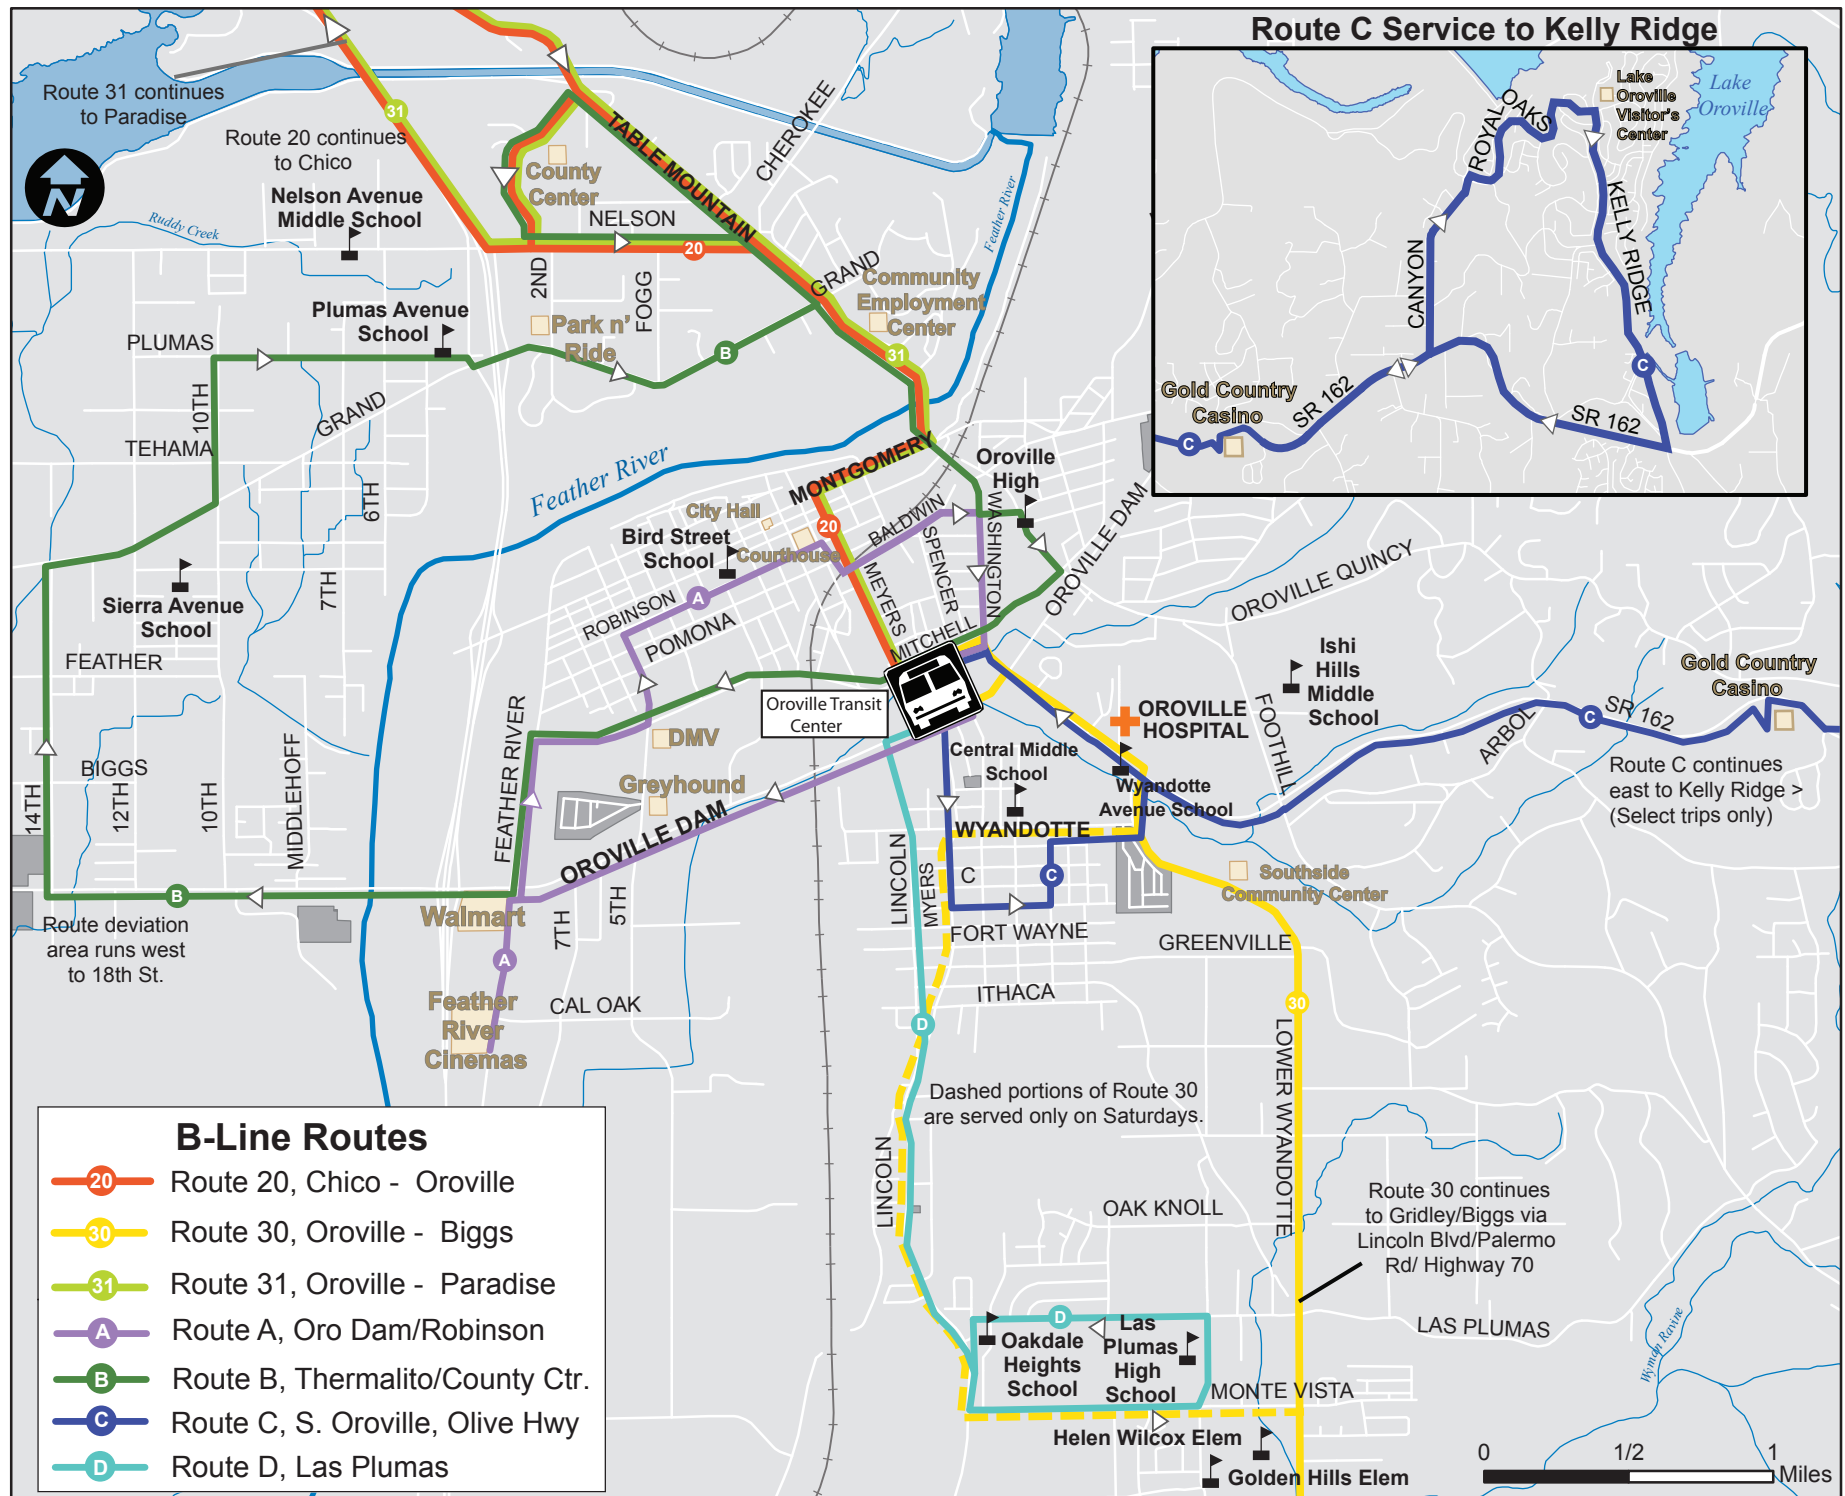 Route C Service to Kelly Ridge
Route 31 continues
to Paradise
Route 20 continues
to Chico
N
31
Nelson Avenue
Middle School
Ruddy Creek
County
Center
TABLE MOUNTAIN
CHEROKEE
Feather River
NELSON
20
2ND
FOGG
GRAND
Community
Employment
Center
31
Plumas Avenue
School
Park n'
Ride
B
PLUMAS
10TH
TEHAMA
GRAND
6TH
Lake
Oroville
Visitor's
Center
Lake
Oroville
ROYAL OAKS
KELLY RIDGE
CANYON
C
Gold Country
Casino
SR 162
SR 162
C
Feather River
MONTGOMERY
Oroville
High
City Hall
20
BALDWIN
WASHINGTON
OROVILLE DAM
Bird Street
School
Courthouse
SPENCER
MEYERS
OROVILLE QUINCY
Sierra Avenue
School
7TH
ROBINSON
A
POMONA
MITCHELL
FEATHER
Ishi
Hills
Middle
School
Gold Country
Casino
Oroville Transit
Center
OROVILLE
HOSPITAL
FOOTHILL
C
SR 162
ARBOL
FEATHER RIVER
DMV
Central Middle
School
BIGGS
MIDDLEHOFF
Greyhound
Wyandotte
Avenue School
Route C continues
east to Kelly Ridge >
(Select trips only)
14TH
12TH
10TH
OROVILLE DAM
WYANDOTTE
LINCOLN
MYERS
C
C
Southside
Community Center
B
Walmart
7TH
5TH
FORT WAYNE
GREENVILLE
Route deviation
area runs west
to 18th St.
A
ITHACA
30
Feather
River
Cinemas
CAL OAK
D
LOWER WYANDOTTE
Dashed portions of Route 30
are served only on Saturdays.
LINCOLN
OAK KNOLL
Route 30 continues
to Gridley/Biggs via
Lincoln Blvd/Palermo
Rd/ Highway 70
B-Line Routes
20 Route 20, Chico - Oroville
30 Route 30, Oroville - Biggs
31 Route 31, Oroville - Paradise
A Route A, Oro Dam/Robinson
B Route B, Thermalito/County Ctr.
C Route C, S. Oroville, Olive Hwy
D Route D, Las Plumas
D
Oakdale
Heights
School
Las
Plumas
High
School
LAS PLUMAS
Wyman Ravine
MONTE VISTA
Helen Wilcox Elem
Golden Hills Elem
0 1/2 1
Miles